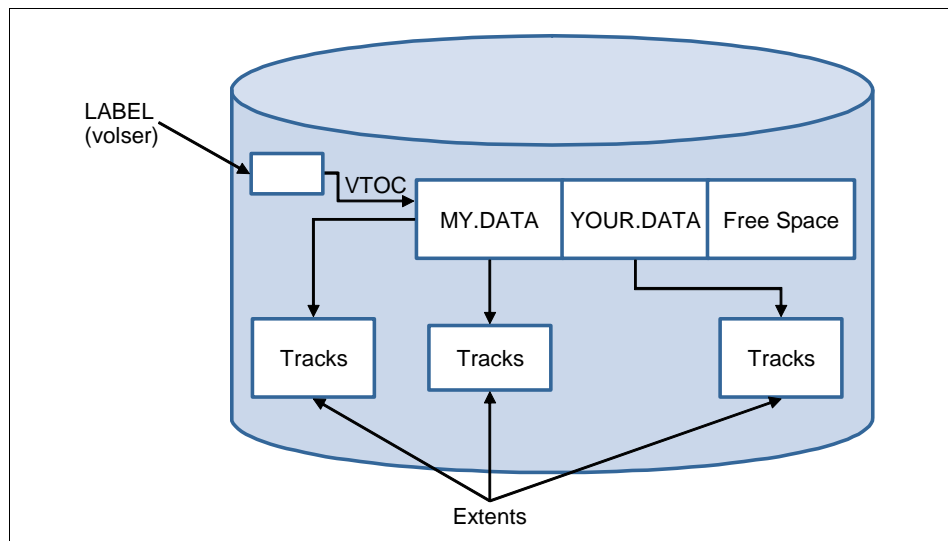 LABEL
(volser)
VTOC
MY.DATA
YOUR.DATA
Free Space
Tracks
Tracks
Tracks
Extents